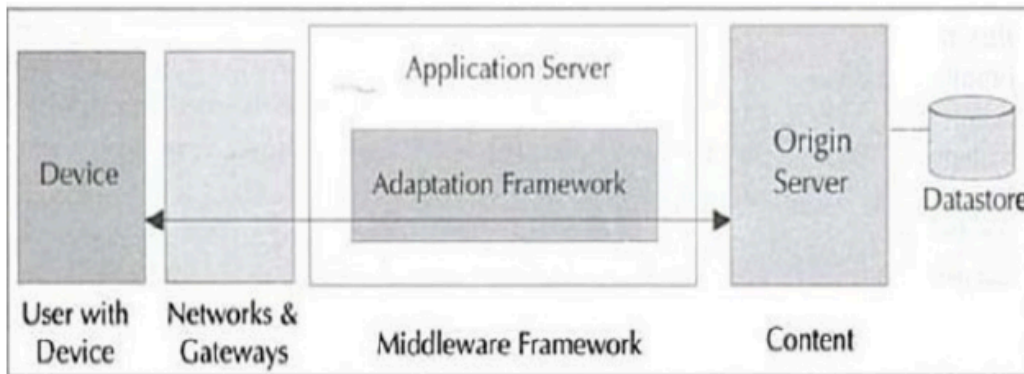 Application Server
Device
Adaptation Framework
Origin
Server
Datastore
User with
Device
Networks &
Gateways
Middleware Framework
Content